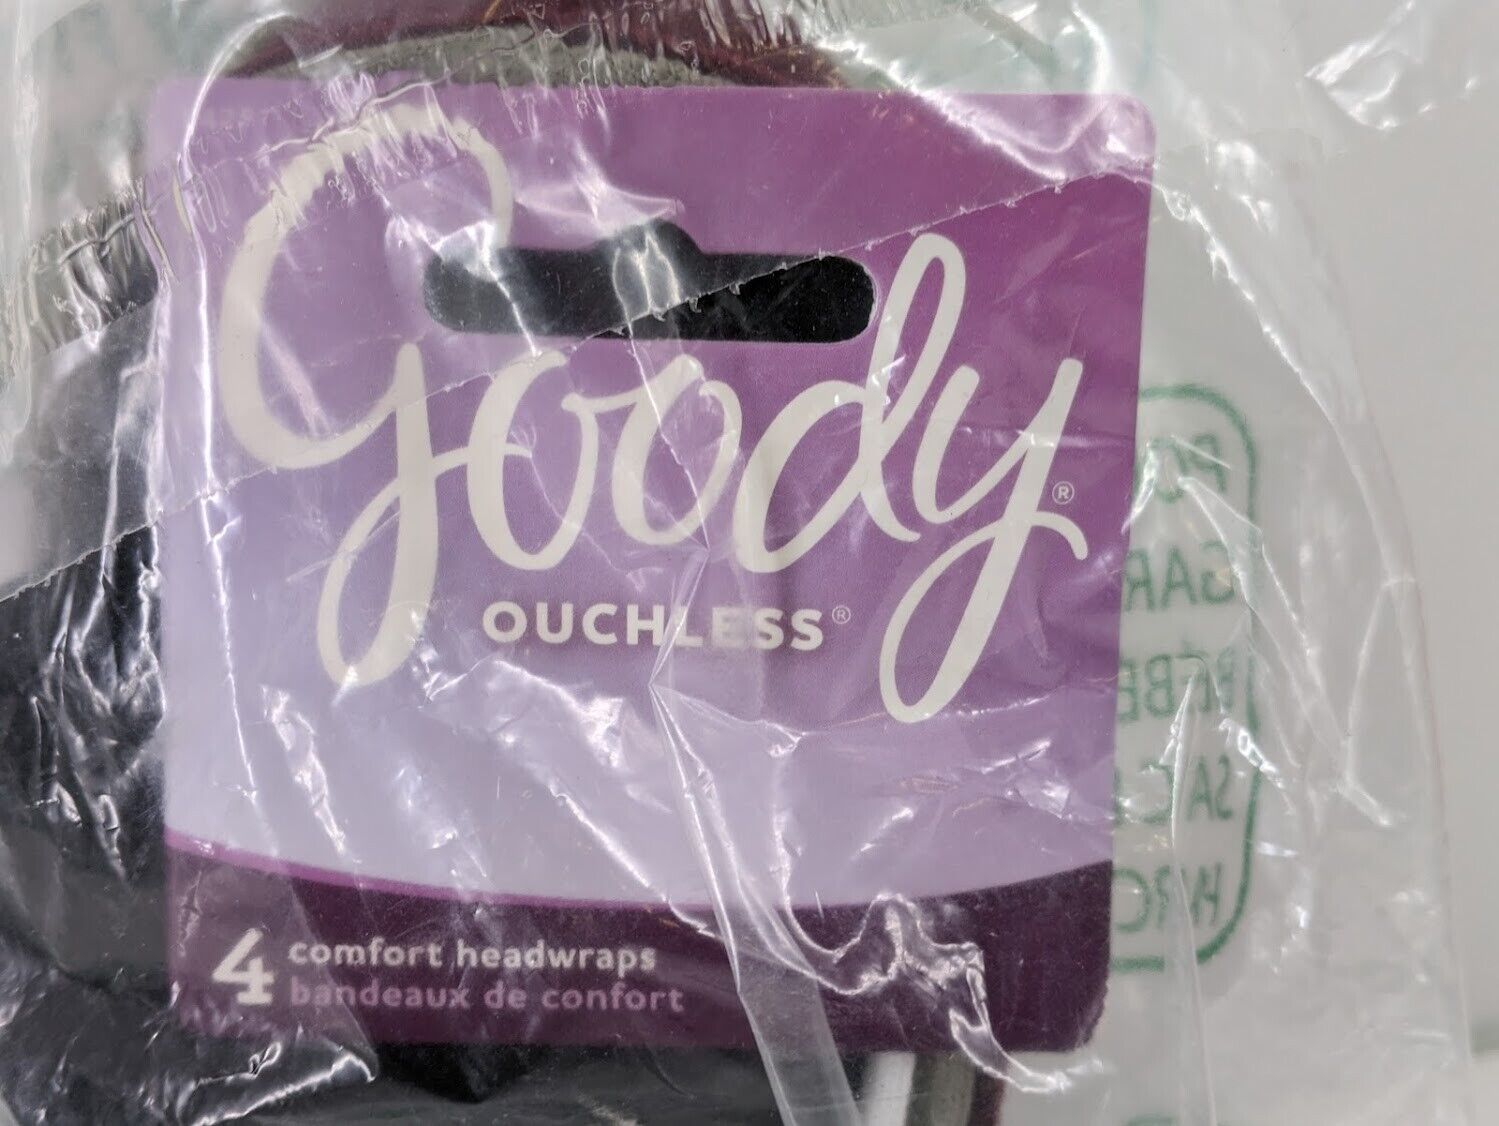 goody®
OUCHLESS®
4 comfort headwraps
bandeaux de confort